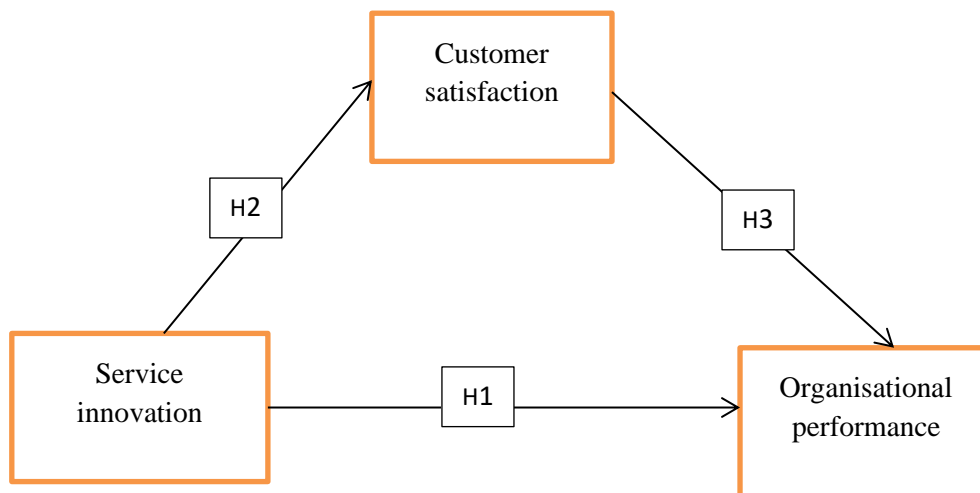 Customer
satisfaction
H2
H3
Service
innovation
H1
Organisational
performance